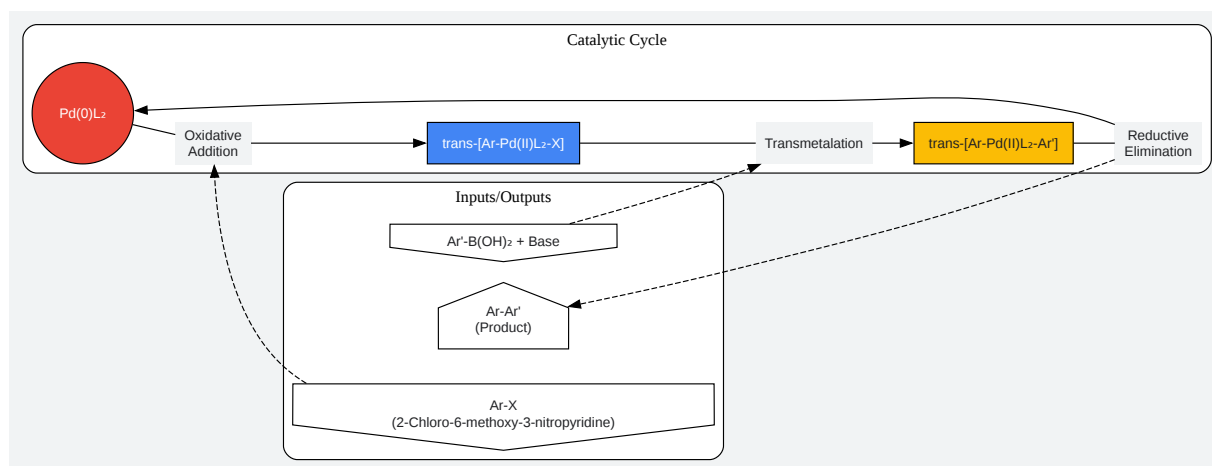 Catalytic Cycle
Pd(0)L₂
Oxidative
Addition
trans-[Ar-Pd(II)L₂-X]
Transmetalation
trans-[Ar-Pd(II)L₂-Ar']
Reductive
Elimination
Inputs/Outputs
Ar'-B(OH)₂ + Base
Ar-Ar'
(Product)
Ar-X
(2-Chloro-6-methoxy-3-nitropyridine)